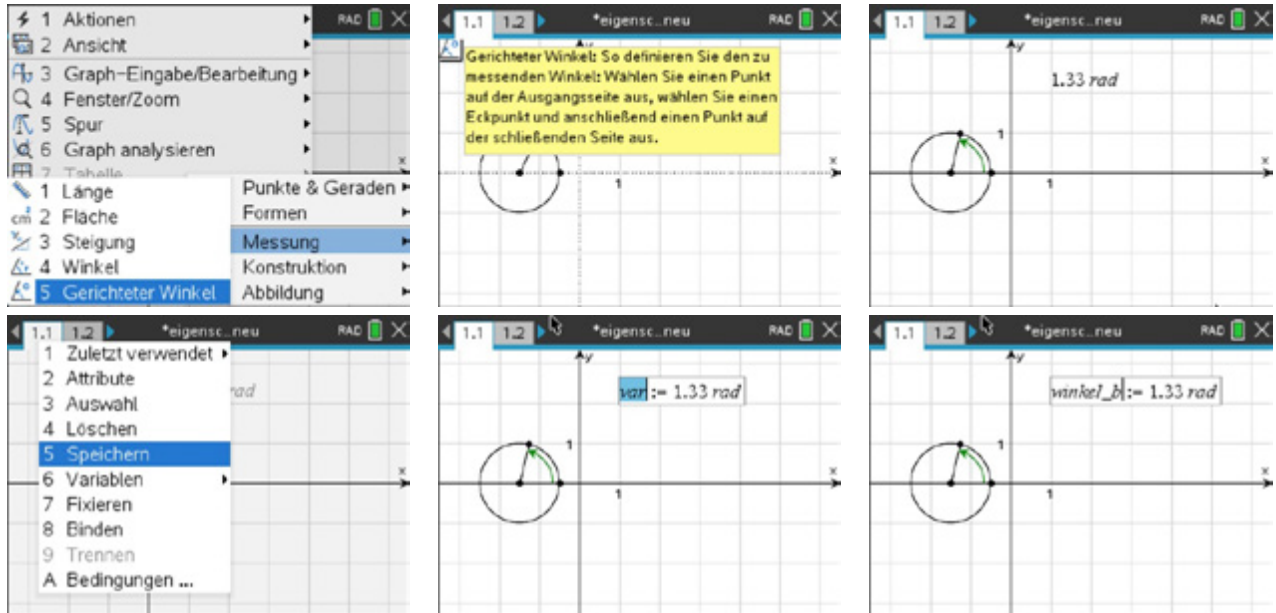 1 Aktionen
2 Ansicht
3 Graph-Eingabe/Bearbeitung
4 Fenster/Zoom
5 Spur
6 Graph analysieren
7 Tabelle
1 Länge
2 Fläche
3 Steigung
4 Winkel
5 Gerichteter Winkel
Punkte & Geraden
Formen
Messung
Konstruktion
Abbildung
RAD
x
1.1 1.2 *eigensc...neu RAD
Gerichteter Winkel: So definieren Sie den zu
messenden Winkel: Wählen Sie einen Punkt
auf der Ausgangsseite aus, wählen Sie einen
Eckpunkt und anschließend einen Punkt auf
der schließenden Seite aus.
x
1
1.1 1.2 *eigensc...neu RAD
y
1.33 rad
1
x
1
1.1 1.2 *eigensc...neu RAD
1 Zuletzt verwendet
2 Attribute
3 Auswahl
4 Löschen
5 Speichern
6 Variablen
7 Fixieren
8 Binden
9 Trennen
A Bedingungen ...
rad
x
1.1 1.2 *eigensc...neu RAD
y
var := 1.33 rad
1
x
1
1.1 1.2 *eigensc...neu RAD
y
winkel_b := 1.33 rad
1
x
1